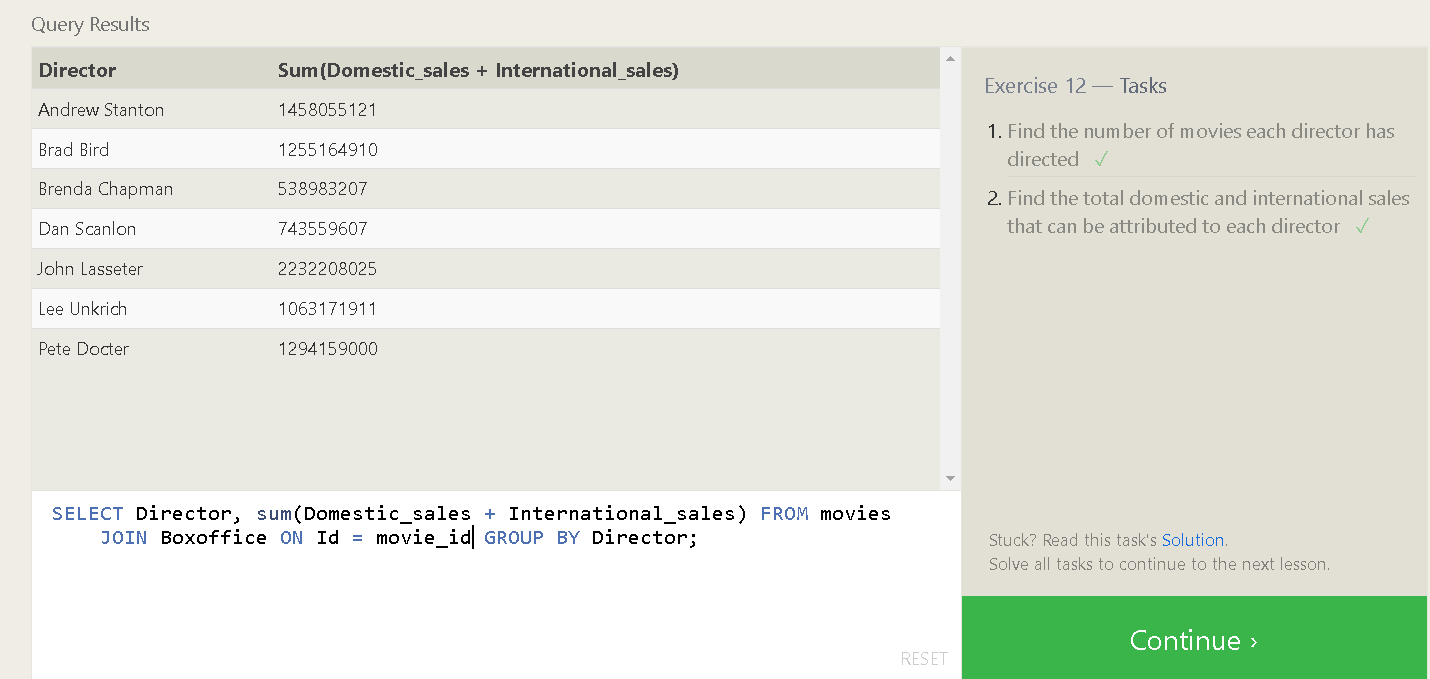 Query Results
Director Sum(Domestic_sales + International_sales)
Andrew Stanton 1458055121
Brad Bird 1255164910
Brenda Chapman 538983207
Dan Scanlon 743559607
John Lasseter 2232208025
Lee Unkrich 1063171911
Pete Docter 1294159000
SELECT Director, sum(Domestic_sales + International_sales) FROM movies
JOIN Boxoffice ON Id = movie_id GROUP BY Director;
RESET
Exercise 12 — Tasks
1. Find the number of movies each director has
directed ✓
2. Find the total domestic and international sales
that can be attributed to each director ✓
Stuck? Read this task's Solution.
Solve all tasks to continue to the next lesson.
Continue ›